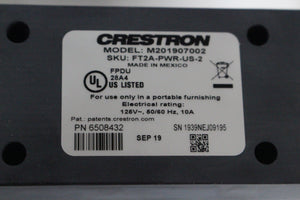 CRESTRON
MODEL: M201907002
SKU: FT2A-PWR-US-2
MADE IN MEXICO
UL
FPDU
28A4
US LISTED
For use only in a portable furnishing
Electrical rating:
125V~, 50/60 Hz, 10A
Pat.: patents.crestron.com
PN 6508432
SEP 19
SN 1939NEJ09195